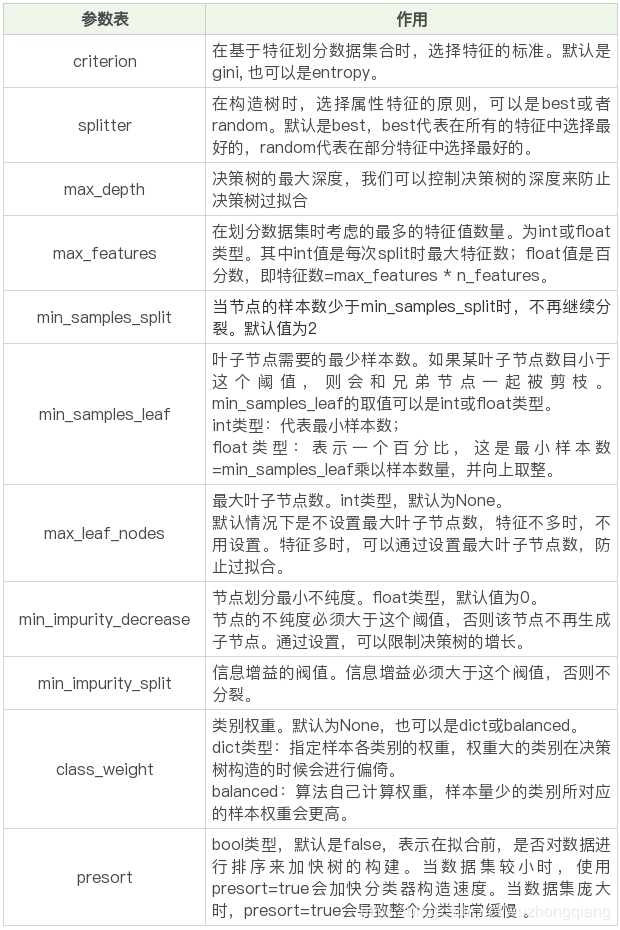 参数表
作用
criterion
在基于特征划分数据集合时，选择特征的标准。默认是
gini, 也可以是entropy。
splitter
在构造树时，选择属性特征的原则，可以是best或者
random。默认是best，best代表在所有的特征中选择最
好的，random代表在部分特征中选择最好的。
max_depth
决策树的最大深度，我们可以控制决策树的深度来防止
决策树过拟合
max_features
在划分数据集时考虑的最多的特征值数量。为int或float
类型。其中int值是每次split时最大特征数；float值是百
分数，即特征数=max_features * n_features。
min_samples_split
当节点的样本数少于min_samples_split时，不再继续分
裂。默认值为2
min_samples_leaf
叶子节点需要的最少样本数。如果某叶子节点数目小于
这个阈值，则会和兄弟节点一起被剪枝。
min_samples_leaf的取值可以是int或float类型。
int类型：代表最小样本数；
float类型：表示一个百分比，这是最小样本数
=min_samples_leaf乘以样本数量，并向上取整。
max_leaf_nodes
最大叶子节点数。int类型，默认为None。
默认情况下是不设置最大叶子节点数，特征不多时，不
用设置。特征多时，可以通过设置最大叶子节点数，防
止过拟合。
min_impurity_decrease
节点划分最小不纯度。float类型，默认值为0。
节点的不纯度必须大于这个阈值，否则该节点不再生成
子节点。通过设置，可以限制决策树的增长。
min_impurity_split
信息增益的阀值。信息增益必须大于这个阀值，否则不
分裂。
class_weight
类别权重。默认为None，也可以是dict或balanced。
dict类型：指定样本各类别的权重，权重大的类别在决策
树构造的时候会进行偏倚。
balanced：算法自己计算权重，样本量少的类别所对应
的样本权重会更高。
presort
bool类型，默认是false，表示在拟合前，是否对数据进
行排序来加快树的构建。当数据集较小时，使用
presort=true会加快分类器构造速度。当数据集庞大
时，presort=true会导致整个分类非常缓慢 。